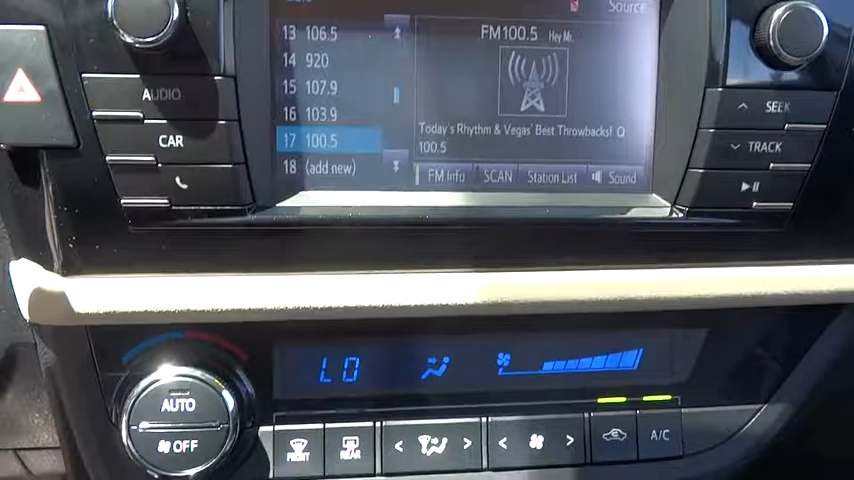 Source
13 106.5
14 920
15 107.9
16 103.9
17 100.5
18 (add new)
FM100.5 Hey Mr.
Today's Rhythm & Vegas' Best Throwbacks! Q
100.5
FM Info SCAN Station List Sound
AUDIO
CAR
SEEK
TRACK
LO
AUTO
OFF
FRONT
REAR
A/C